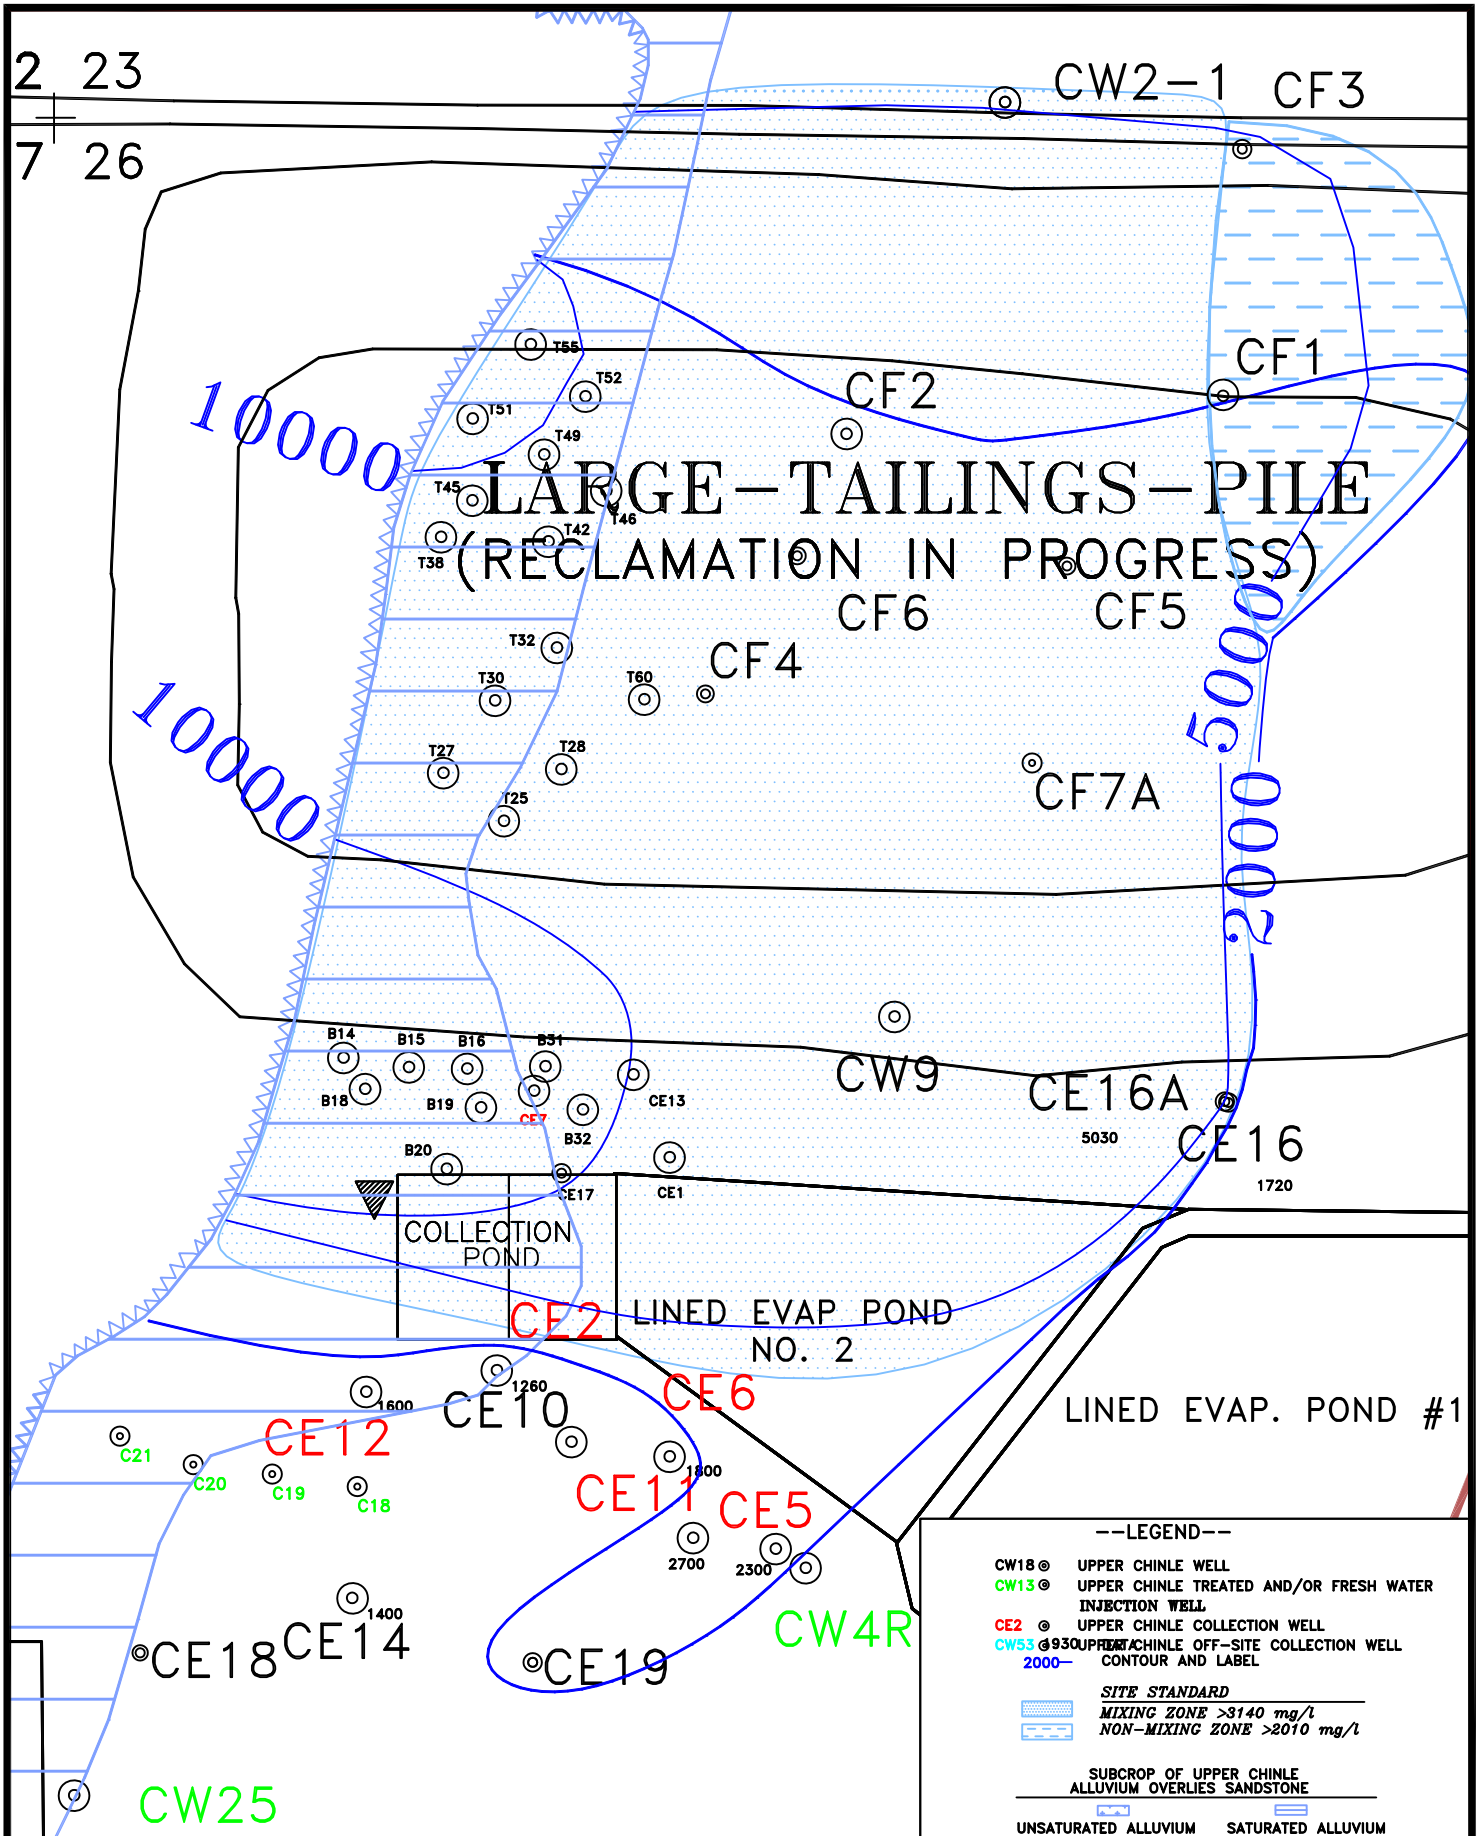 2 23
7 26
CW2-1
CF3
CF1
CF2
T55
T52
T51
T49
10000
LARGE-TAILINGS-PILE
T45
T46
T42
T38
(RECLAMATION IN PROGRESS)
CF6
CF5
5000
T32
CF4
T30
T60
10000
T27
T28
CF7A
T25
2000
B14
B15
B16
B31
CW9
B18
B19
CE7
CE13
CE16A
B32
5030
CE16
B20
CE17
CE1
1720
COLLECTION
POND
CE2
LINED EVAP POND
NO. 2
1260
CE6
1600
CE10
LINED EVAP. POND #1
CE12
C21
C20
C19
C18
1800
CE11
CE5
2700
2300
1400
CW4R
CE14
CE18
CE19
CW25
--LEGEND--
CW18 UPPER CHINLE WELL
CW13 UPPER CHINLE TREATED AND/OR FRESH WATER
INJECTION WELL
CE2 UPPER CHINLE COLLECTION WELL
CW53 UPPER CHINLE OFF-SITE COLLECTION WELL
1930 DATA
2000 CONTOUR AND LABEL
SITE STANDARD
MIXING ZONE >3140 mg/l
NON-MIXING ZONE >2010 mg/l
SUBCROP OF UPPER CHINLE
ALLUVIUM OVERLIES SANDSTONE
UNSATURATED ALLUVIUM SATURATED ALLUVIUM